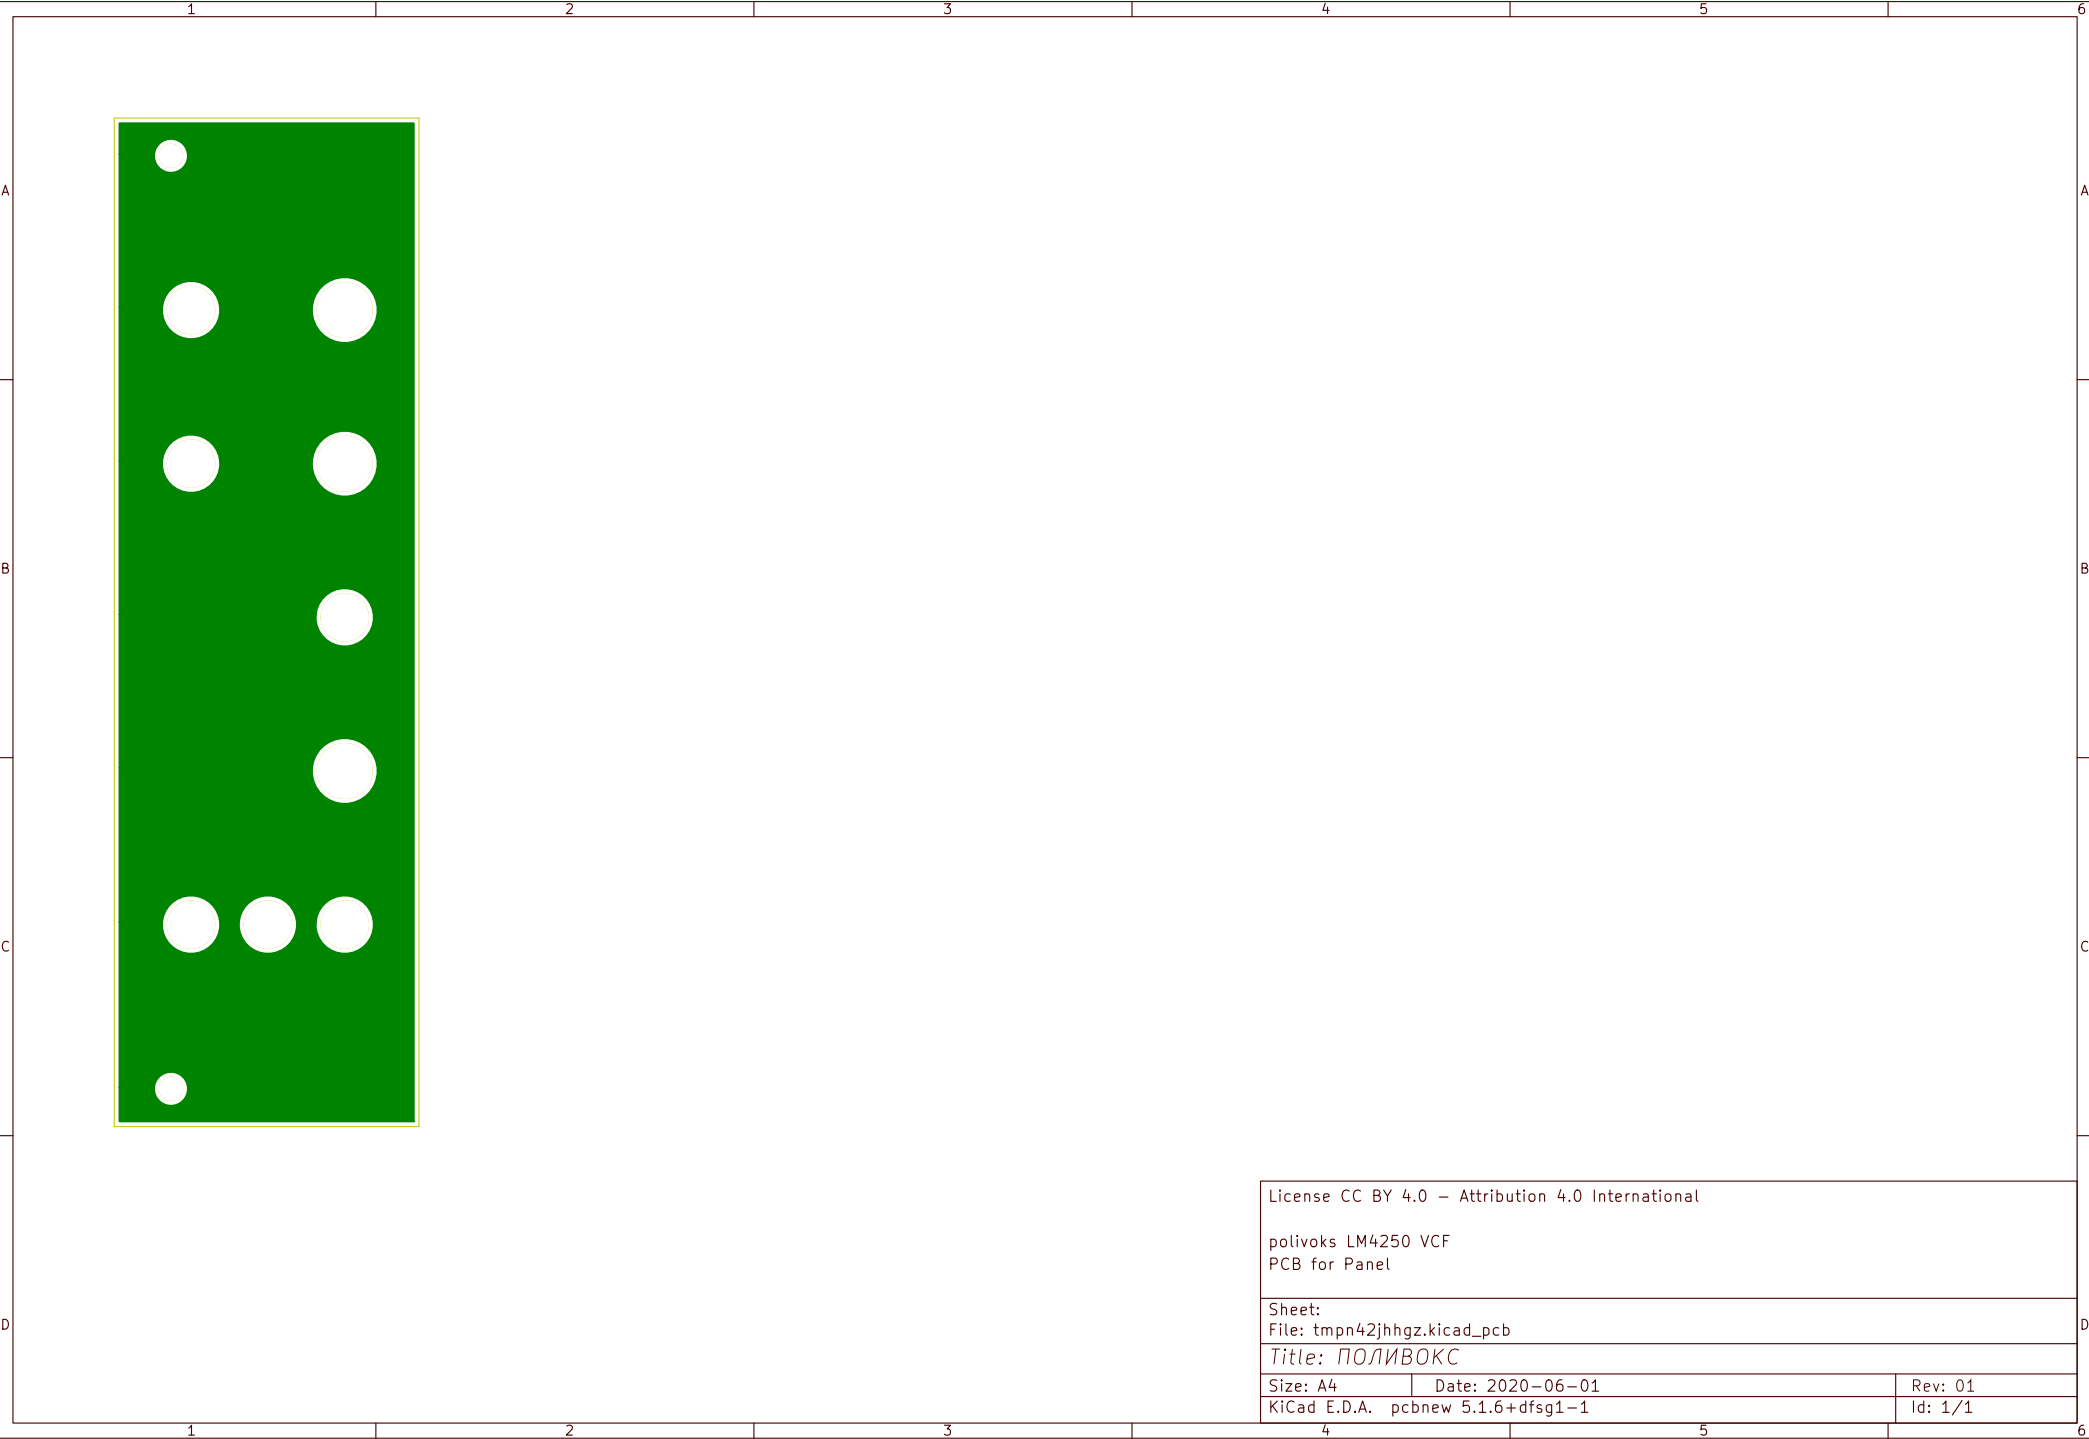 1 2 3 4 5 6
A A
B B
C C
D D
License CC BY 4.0 - Attribution 4.0 International
polivoks LM4250 VCF
PCB for Panel
Sheet:
File: tmpn42jhhgz.kicad_pcb
Title: ПОЛИВОКС
Size: A4 Date: 2020-06-01 Rev: 01
KiCad E.D.A. pcbnew 5.1.6+dfsg1-1 Id: 1/1
1 2 3 4 5 6